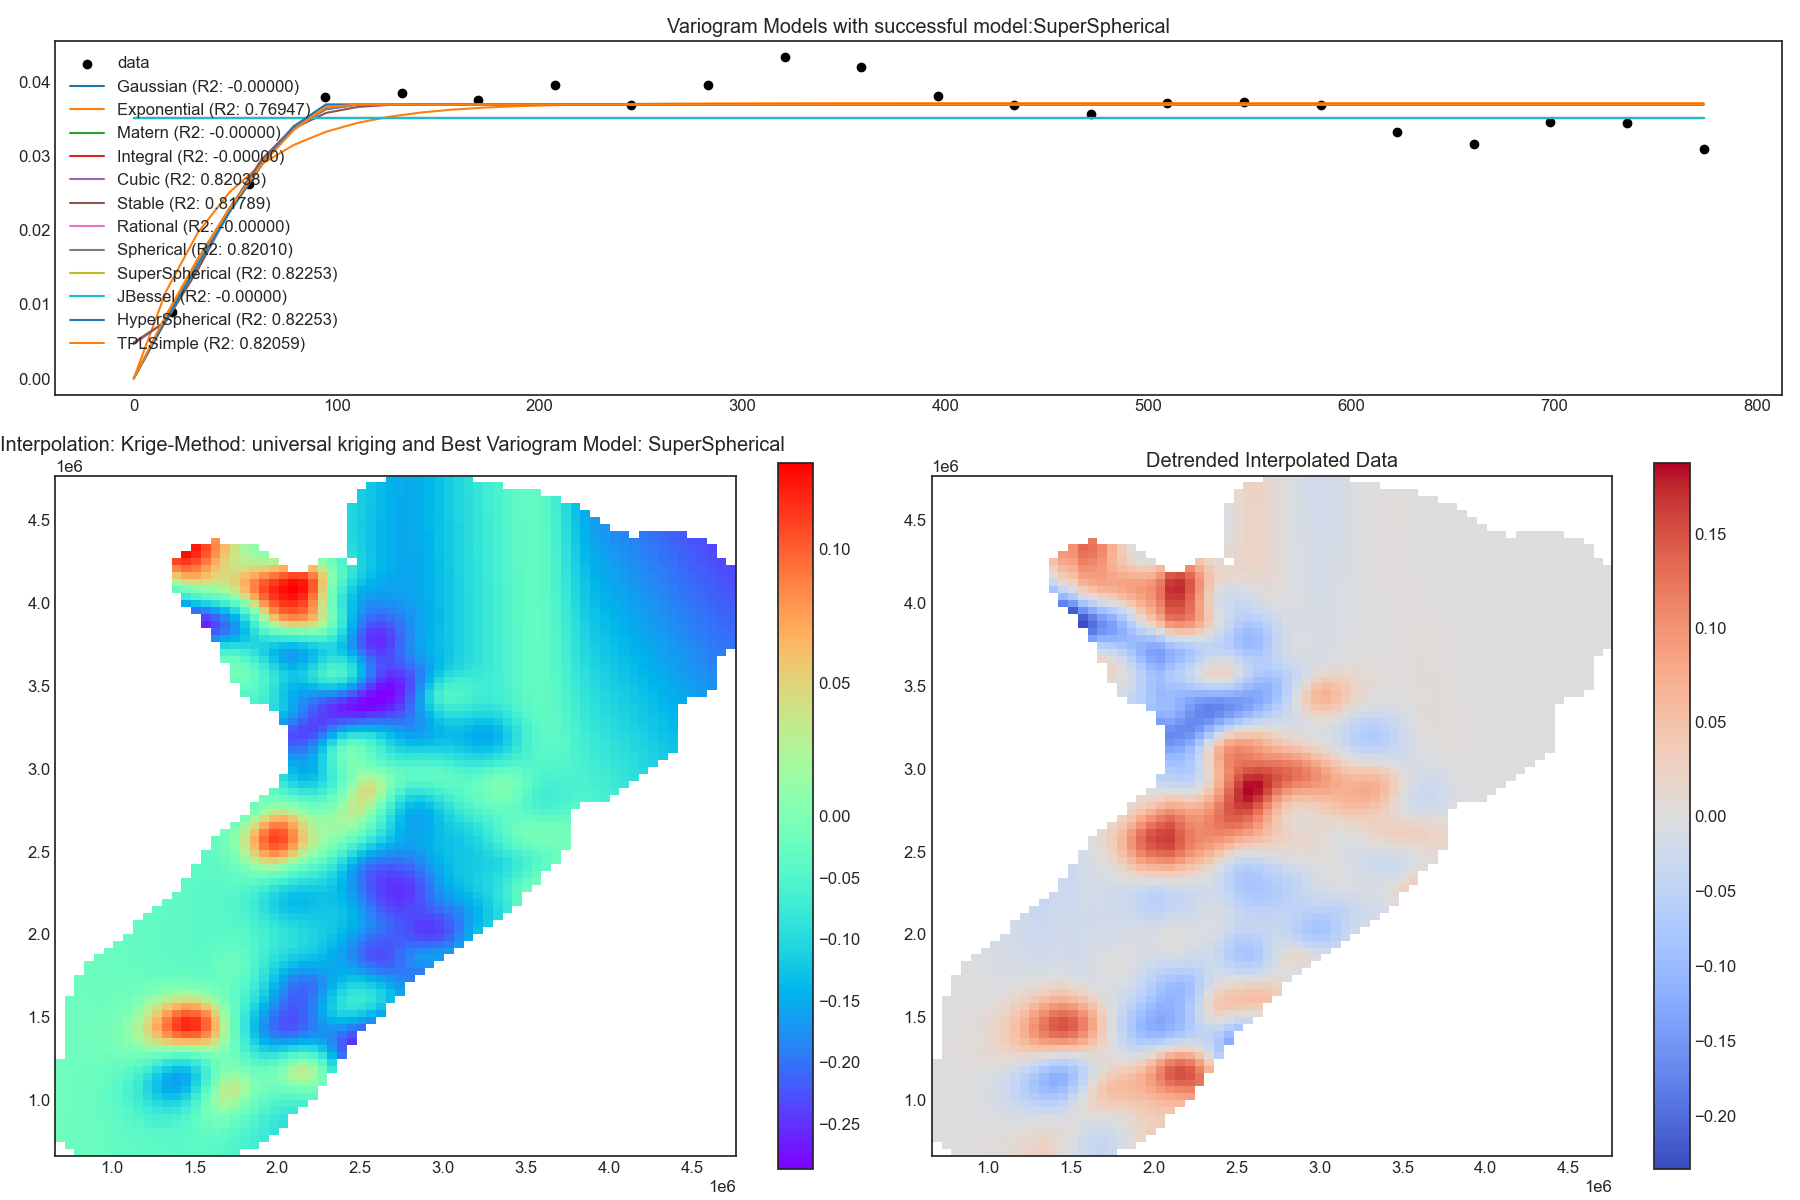 Variogram Models with successful model:SuperSpherical
data
Gaussian (R2: -0.00000)
Exponential (R2: 0.76947)
Matern (R2: -0.00000)
Integral (R2: -0.00000)
Cubic (R2: 0.82033)
Stable (R2: 0.81789)
Rational (R2: -0.00000)
Spherical (R2: 0.82010)
SuperSpherical (R2: 0.82253)
JBessel (R2: -0.00000)
HyperSpherical (R2: 0.82253)
TPLSimple (R2: 0.82059)
0.04
0.03
0.02
0.01
0.00
0 100 200 300 400 500 600 700 800
Interpolation: Krige-Method: universal kriging and Best Variogram Model: SuperSpherical
1e6
4.5
4.0
3.5
3.0
2.5
2.0
1.5
1.0
1.0 1.5 2.0 2.5 3.0 3.5 4.0 4.5
1e6
0.10
0.05
0.00
−0.05
−0.10
−0.15
−0.20
−0.25
Detrended Interpolated Data
1e6
4.5
4.0
3.5
3.0
2.5
2.0
1.5
1.0
1.0 1.5 2.0 2.5 3.0 3.5 4.0 4.5
1e6
0.15
0.10
0.05
0.00
−0.05
−0.10
−0.15
−0.20